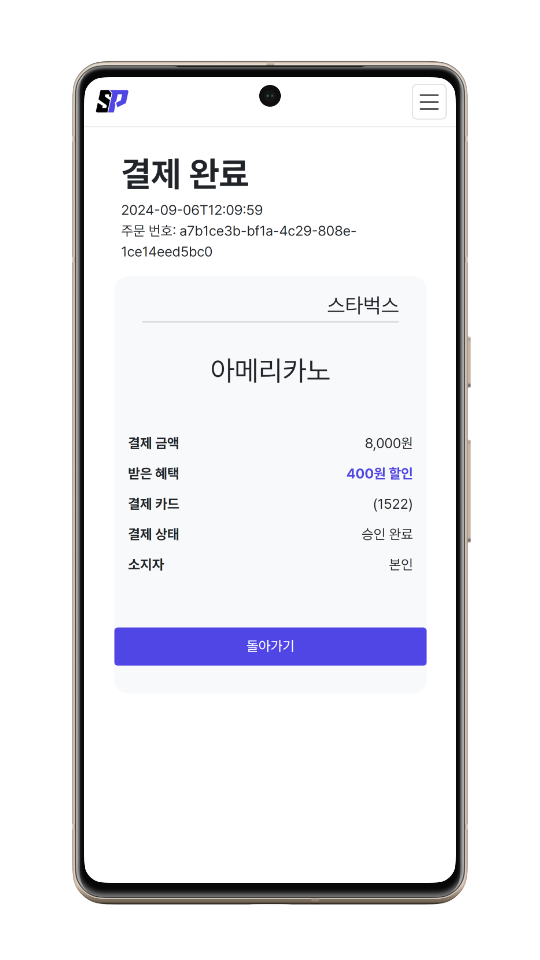 SP
결제 완료
2024-09-06T12:09:59
주문 번호: a7b1ce3b-bf1a-4c29-808e-
1ce14eed5bc0
스타벅스
아메리카노
결제 금액 8,000원
받은 혜택 400원 할인
결제 카드 (1522)
결제 상태 승인 완료
소지자 본인
돌아가기